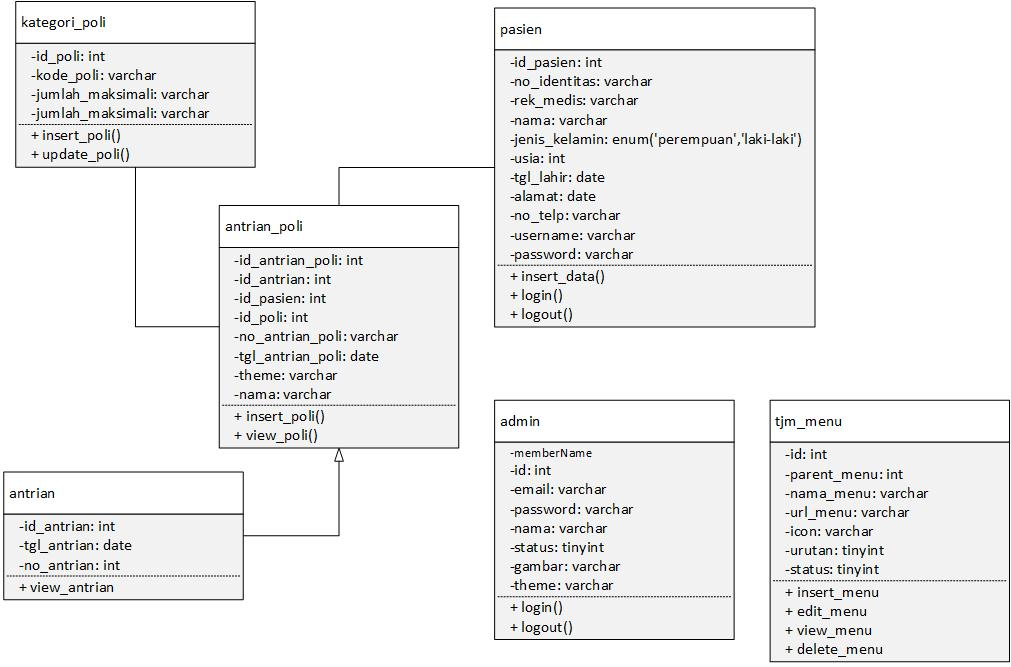 kategori_poli
-id_poli: int
-kode_poli: varchar
-jumlah_maksimali: varchar
-jumlah_maksimali: varchar
+ insert_poli()
+ update_poli()
pasien
-id_pasien: int
-no_identitas: varchar
-rek_medis: varchar
-nama: varchar
-jenis_kelamin: enum('perempuan','laki-laki')
-usia: int
-tgl_lahir: date
-alamat: date
-no_telp: varchar
-username: varchar
-password: varchar
+ insert_data()
+ login()
+ logout()
antrian_poli
-id_antrian_poli: int
-id_antrian: int
-id_pasien: int
-id_poli: int
-no_antrian_poli: varchar
-tgl_antrian_poli: date
-theme: varchar
-nama: varchar
+ insert_poli()
+ view_poli()
antrian
-id_antrian: int
-tgl_antrian: date
-no_antrian: int
+ view_antrian
admin
-memberName
-id: int
-email: varchar
-password: varchar
-nama: varchar
-status: tinyint
-gambar: varchar
-theme: varchar
+ login()
+ logout()
tjm_menu
-id: int
-parent_menu: int
-nama_menu: varchar
-url_menu: varchar
-icon: varchar
-urutan: tinyint
-status: tinyint
+ insert_menu
+ edit_menu
+ view_menu
+ delete_menu